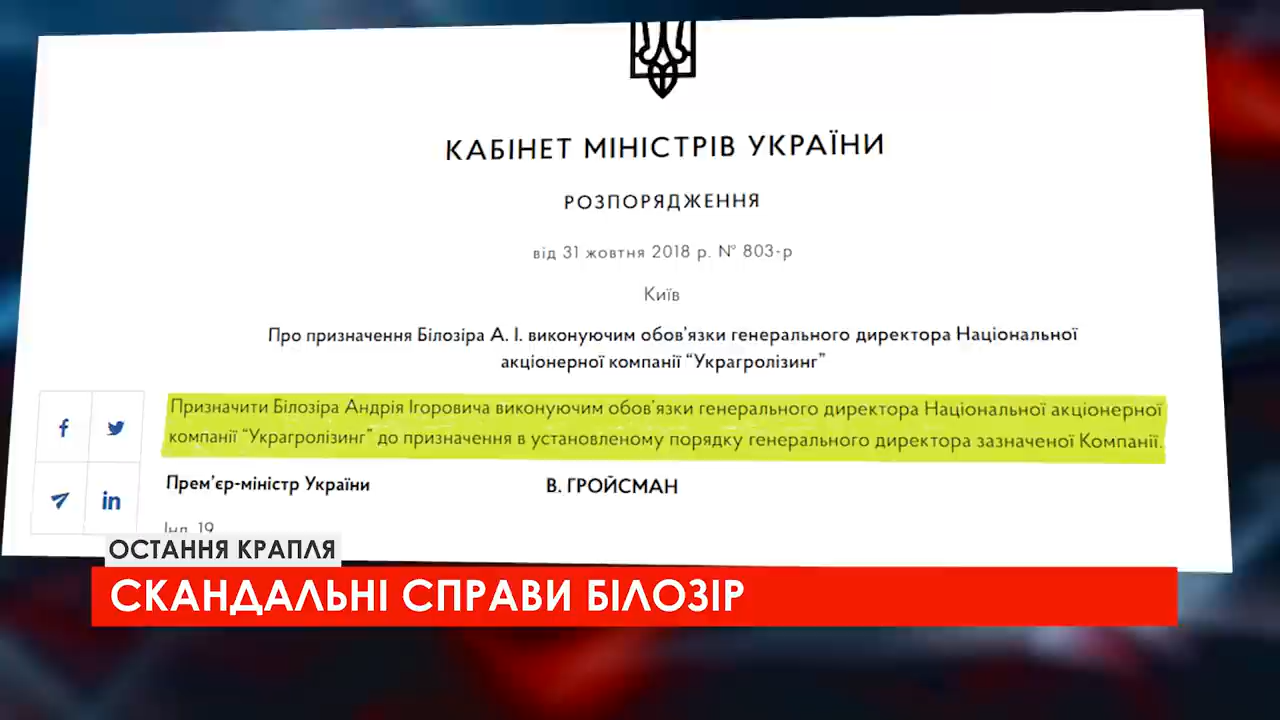 КАБІНЕТ МІНІСТРІВ УКРАЇНИ
РОЗПОРЯДЖЕННЯ
від 31 жовтня 2018 р. № 803-р
Київ
Про призначення Білозіра А. І. виконуючим обов'язки генерального директора Національної
акціонерної компанії "Украгролізинг"
Призначити Білозіра Андрія Ігоровича виконуючим обов'язки генерального директора Національної акціонерної
компанії "Украгролізинг" до призначення в установленому порядку генерального директора зазначеної Компанії.
Прем'єр-міністр України В. ГРОЙСМАН
Інд. 19
ОСТАННЯ КРАПЛЯ
СКАНДАЛЬНІ СПРАВИ БІЛОЗІР